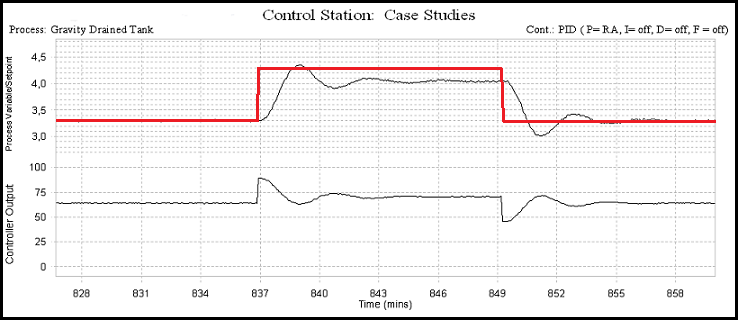 Control Station: Case Studies
Process: Gravity Drained Tank
Cont.: PID ( P= RA, I= off, D= off, F = off)
Process Variable/Setpoint
4,5
4,0
3,5
3,0
Controller Output
100
75
50
25
0
828 831 834 837 840 843 846 849 852 855 858
Time (mins)